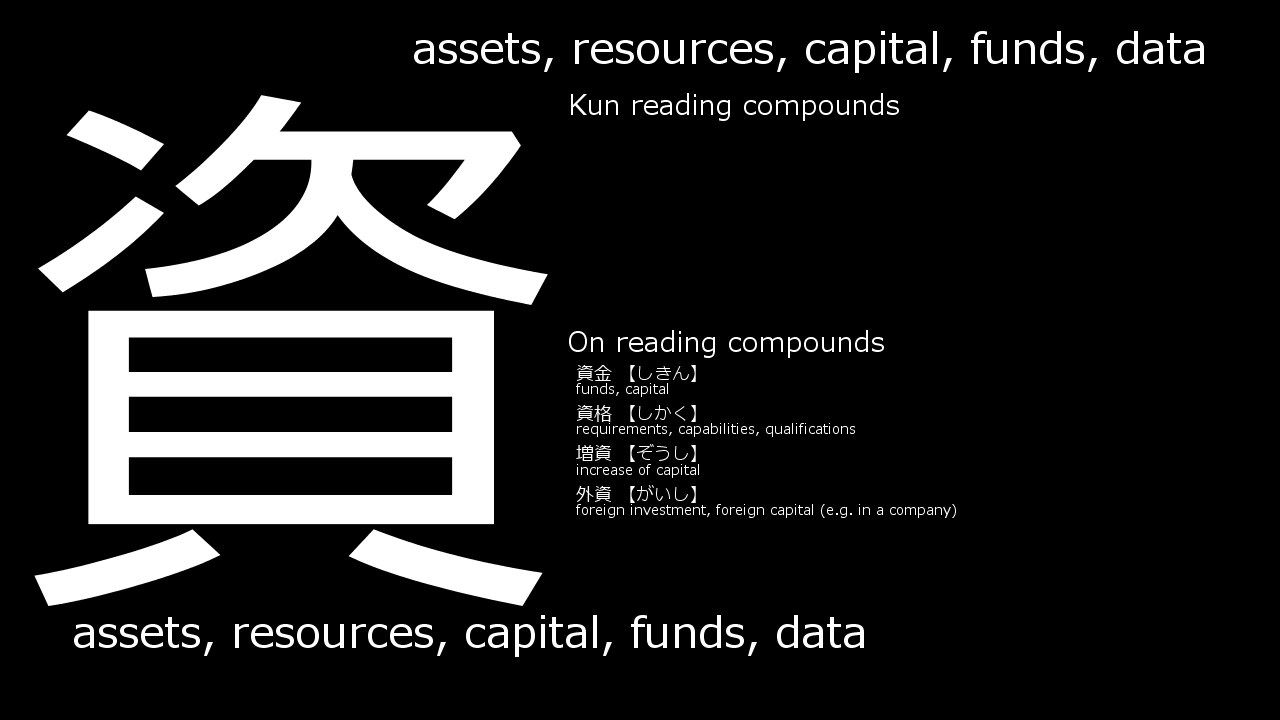 assets, resources, capital, funds, data
資
Kun reading compounds
On reading compounds
資金 【しきん】
funds, capital
資格 【しかく】
requirements, capabilities, qualifications
増資 【ぞうし】
increase of capital
外資 【がいし】
foreign investment, foreign capital (e.g. in a company)
assets, resources, capital, funds, data